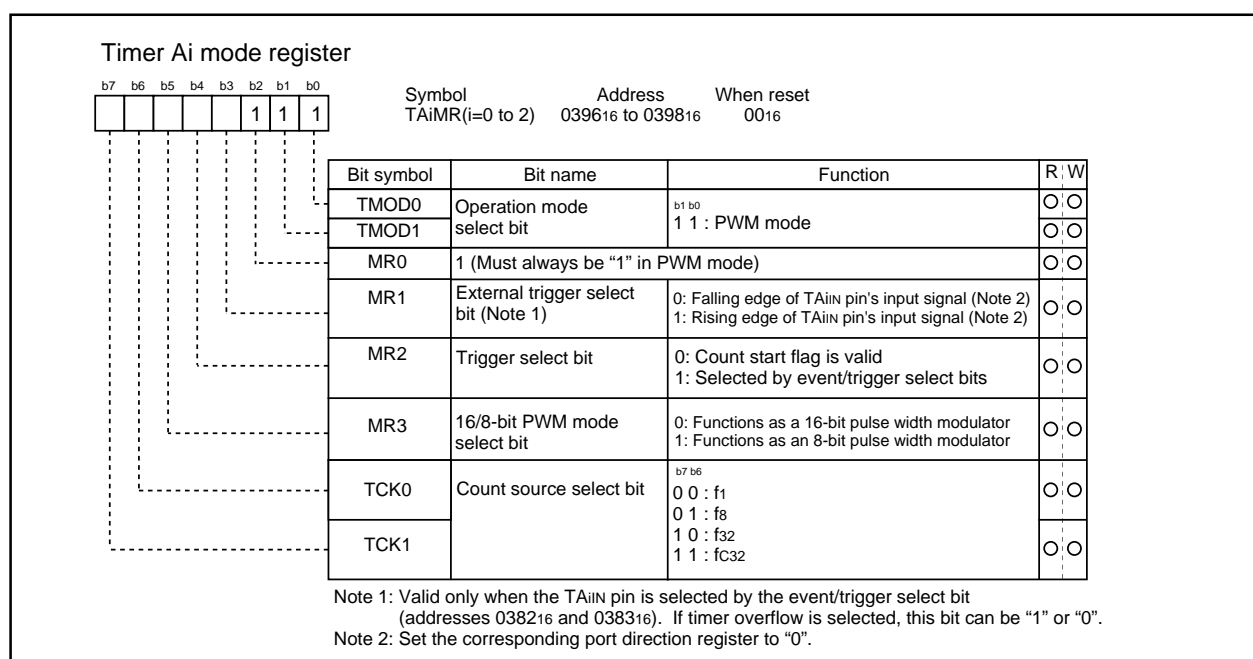 Timer Ai mode register
b7 b6 b5 b4 b3 b2 b1 b0
1 1 1
Symbol Address When reset
TAiMR(i=0 to 2) 039616 to 039816 0016
Bit symbol Bit name Function R W
TMOD0 Operation mode select bit b1 b0
TMOD1 1 1 : PWM mode
MR0 1 (Must always be “1” in PWM mode)
MR1 External trigger select bit (Note 1) 0: Falling edge of TAiIN pin's input signal (Note 2)
1: Rising edge of TAiIN pin's input signal (Note 2)
MR2 Trigger select bit 0: Count start flag is valid
1: Selected by event/trigger select bits
MR3 16/8-bit PWM mode select bit 0: Functions as a 16-bit pulse width modulator
1: Functions as an 8-bit pulse width modulator
TCK0 Count source select bit b7 b6
0 0 : f1
0 1 : f8
TCK1 1 0 : f32
1 1 : fC32
Note 1: Valid only when the TAiIN pin is selected by the event/trigger select bit
(addresses 038216 and 038316). If timer overflow is selected, this bit can be “1” or “0”.
Note 2: Set the corresponding port direction register to “0”.